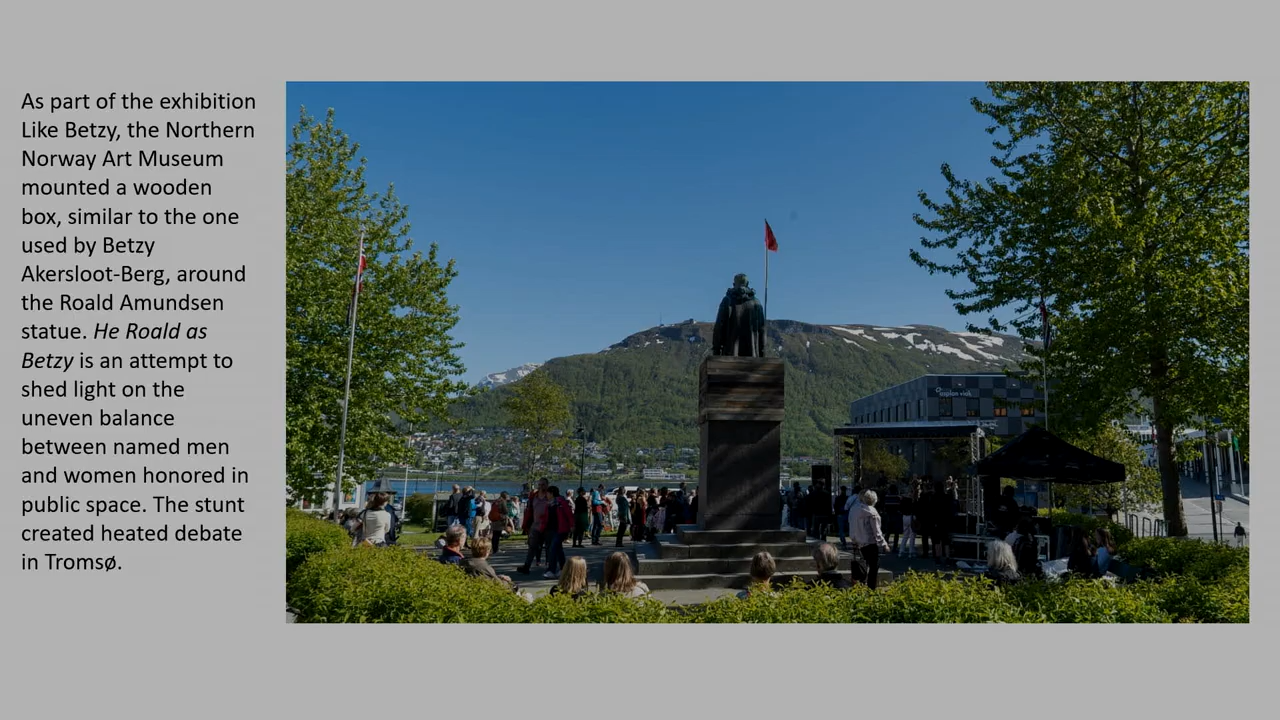 As part of the exhibition
Like Betzy, the Northern
Norway Art Museum
mounted a wooden
box, similar to the one
used by Betzy
Akersloot-Berg, around
the Roald Amundsen
statue. He Roald as
Betzy is an attempt to
shed light on the
uneven balance
between named men
and women honored in
public space. The stunt
created heated debate
in Tromsø.